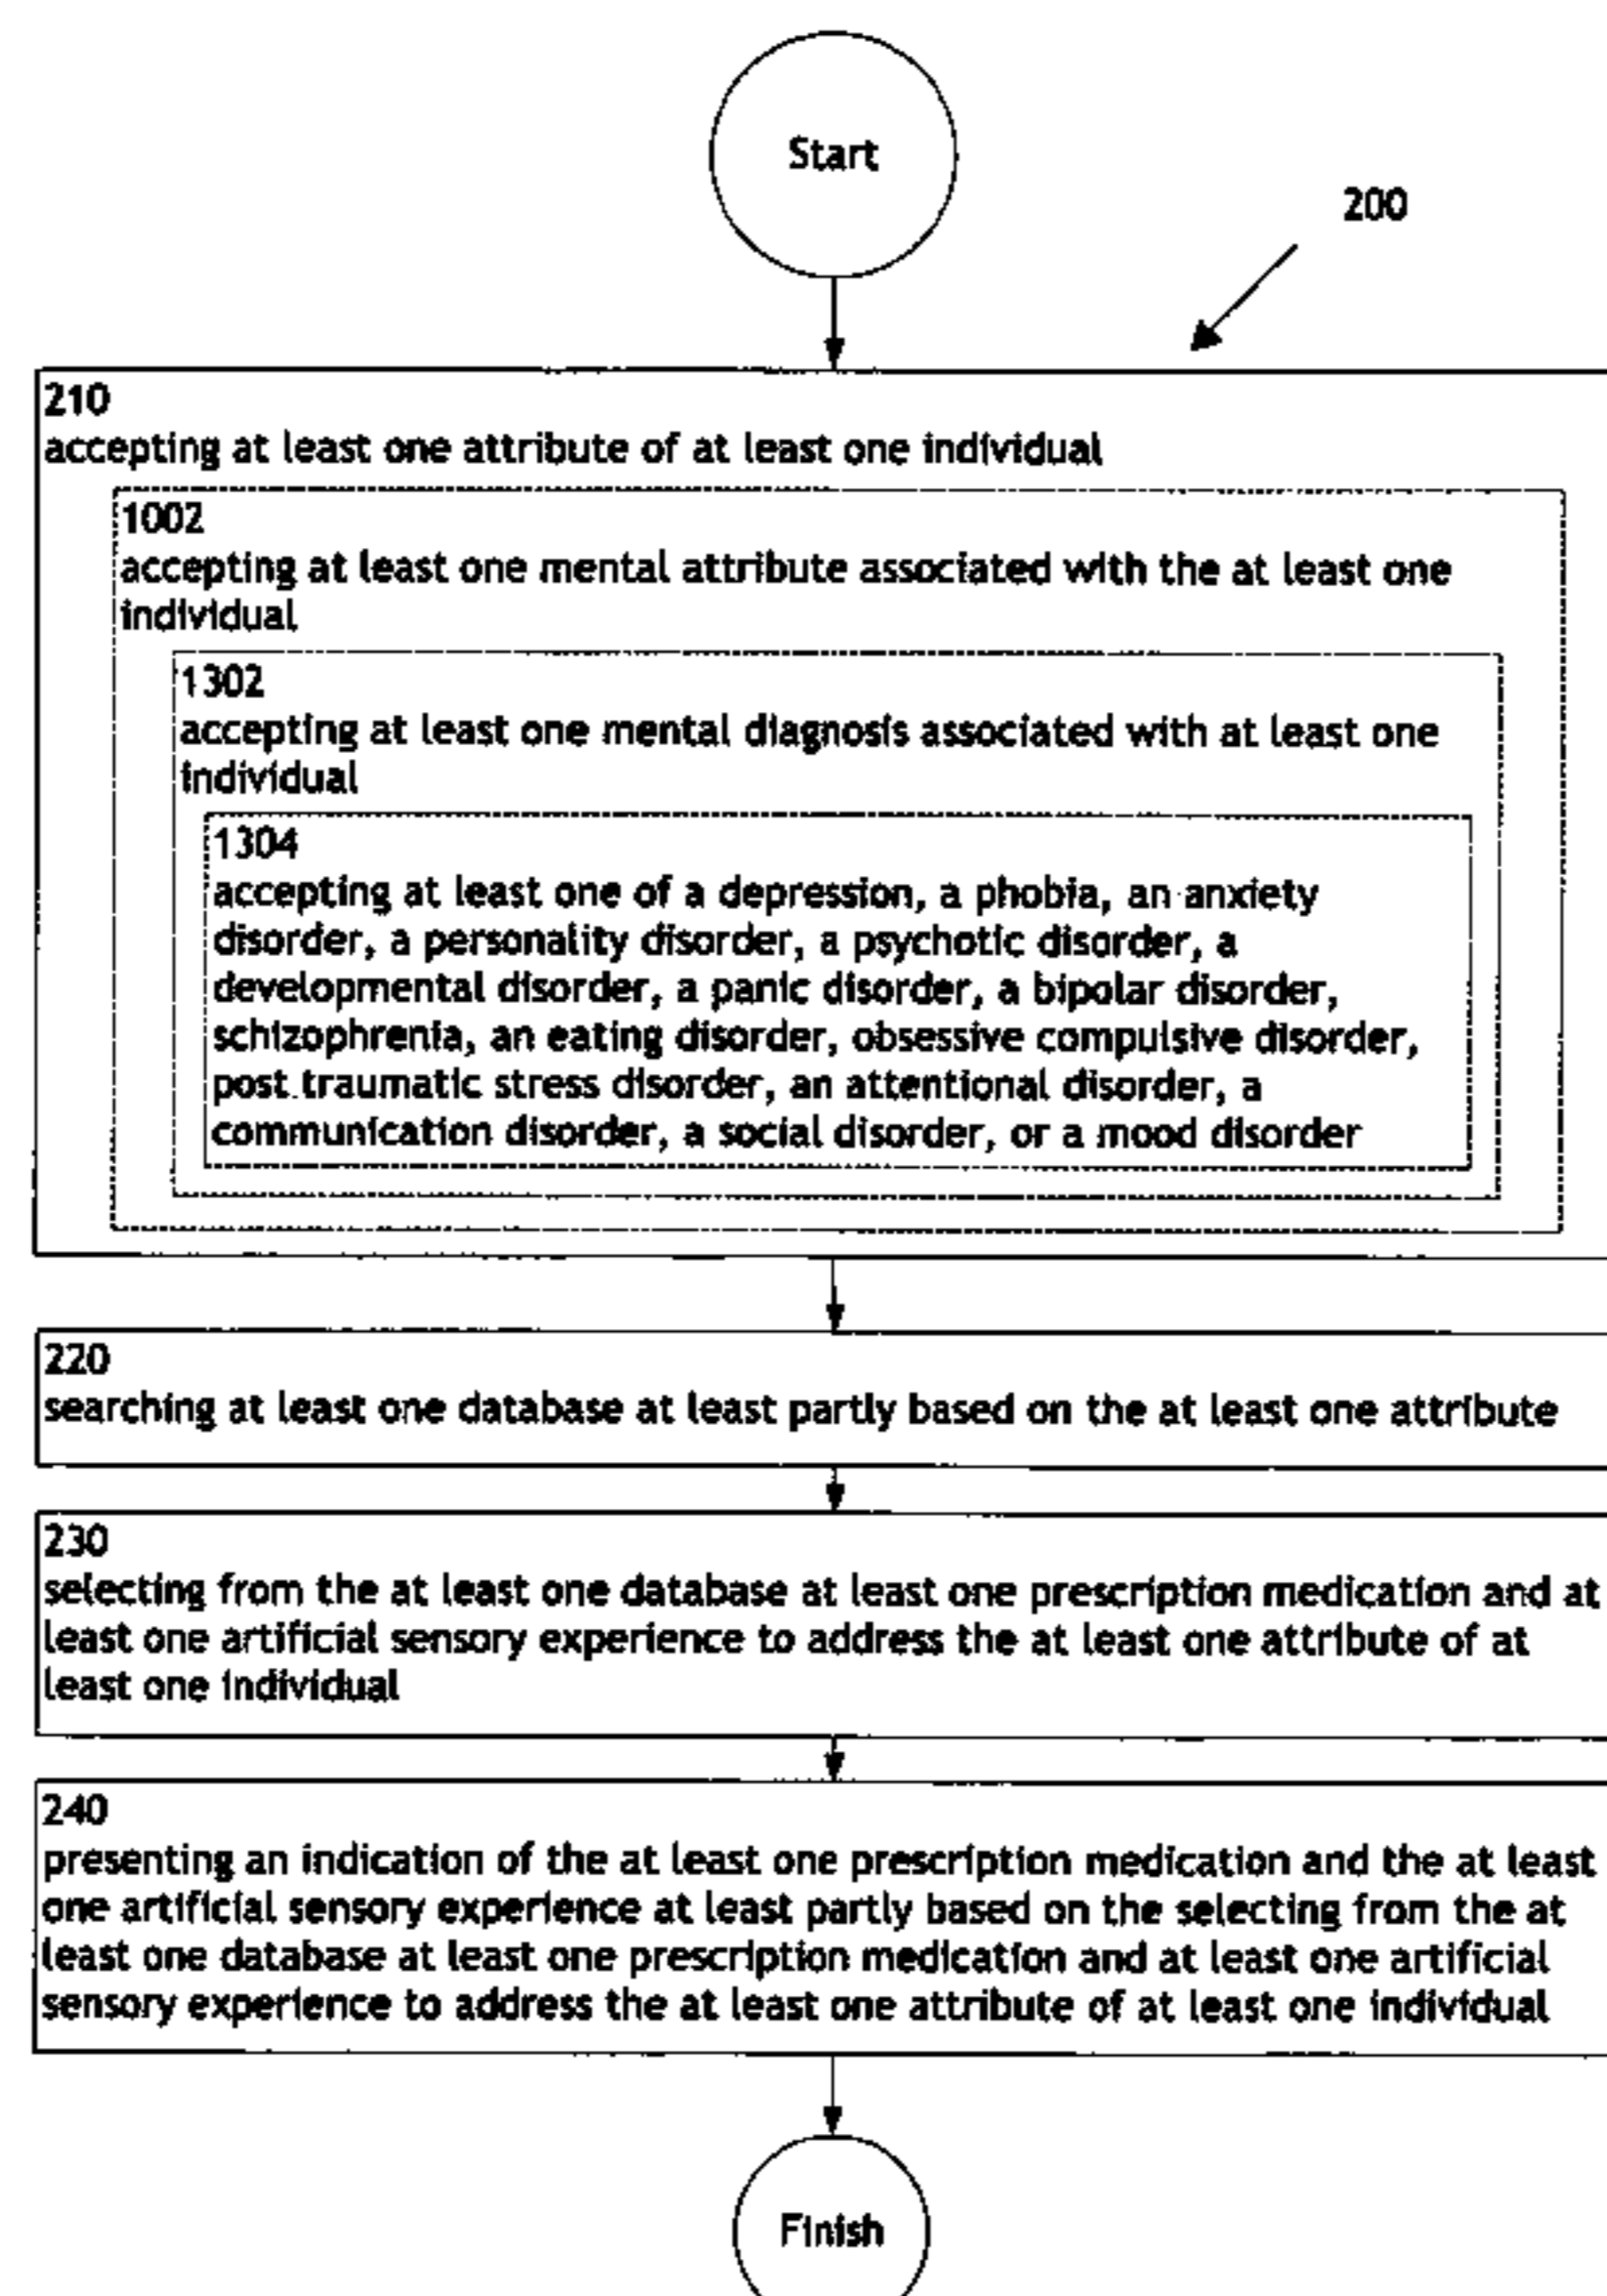 Start
200
210
accepting at least one attribute of at least one individual
1002
accepting at least one mental attribute associated with the at least one
individual
1302
accepting at least one mental diagnosis associated with at least one
individual
1304
accepting at least one of a depression, a phobia, an anxiety
disorder, a personality disorder, a psychotic disorder, a
developmental disorder, a panic disorder, a bipolar disorder,
schizophrenia, an eating disorder, obsessive compulsive disorder,
post traumatic stress disorder, an attentional disorder, a
communication disorder, a social disorder, or a mood disorder
220
searching at least one database at least partly based on the at least one attribute
230
selecting from the at least one database at least one prescription medication and at
least one artificial sensory experience to address the at least one attribute of at
least one individual
240
presenting an indication of the at least one prescription medication and the at least
one artificial sensory experience at least partly based on the selecting from the at
least one database at least one prescription medication and at least one artificial
sensory experience to address the at least one attribute of at least one individual
Finish